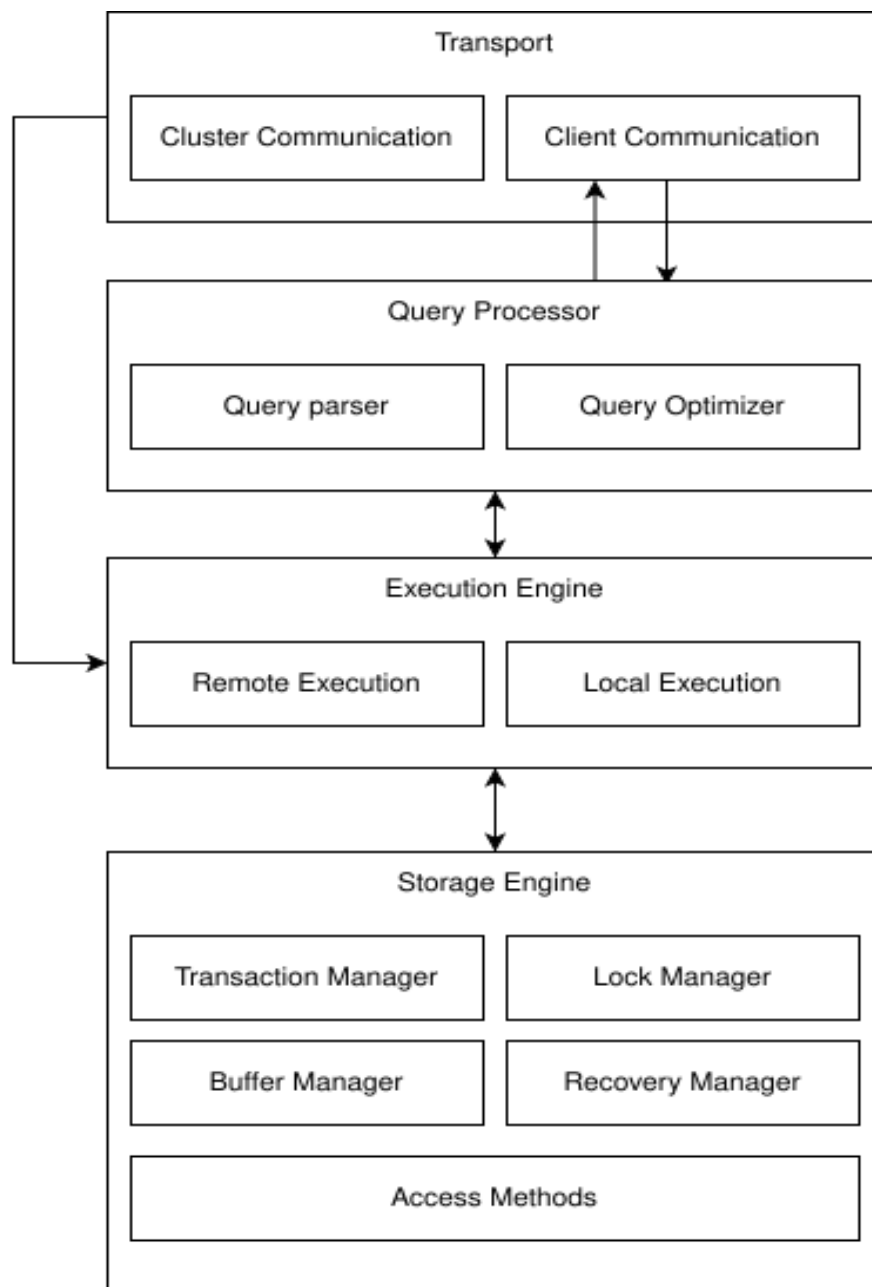 Transport
Cluster Communication
Client Communication
Query Processor
Query parser
Query Optimizer
Execution Engine
Remote Execution
Local Execution
Storage Engine
Transaction Manager
Lock Manager
Buffer Manager
Recovery Manager
Access Methods